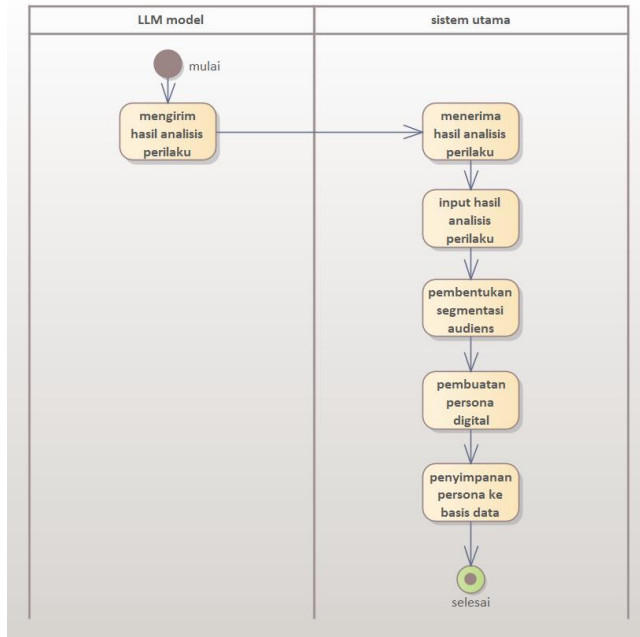 LLM model
sistem utama
mulai
mengirim
hasil analisis
perilaku
menerima
hasil analisis
perilaku
input hasil
analisis
perilaku
pembentukan
segmentasi
audiens
pembuatan
persona
digital
penyimpanan
persona ke
basis data
selesai